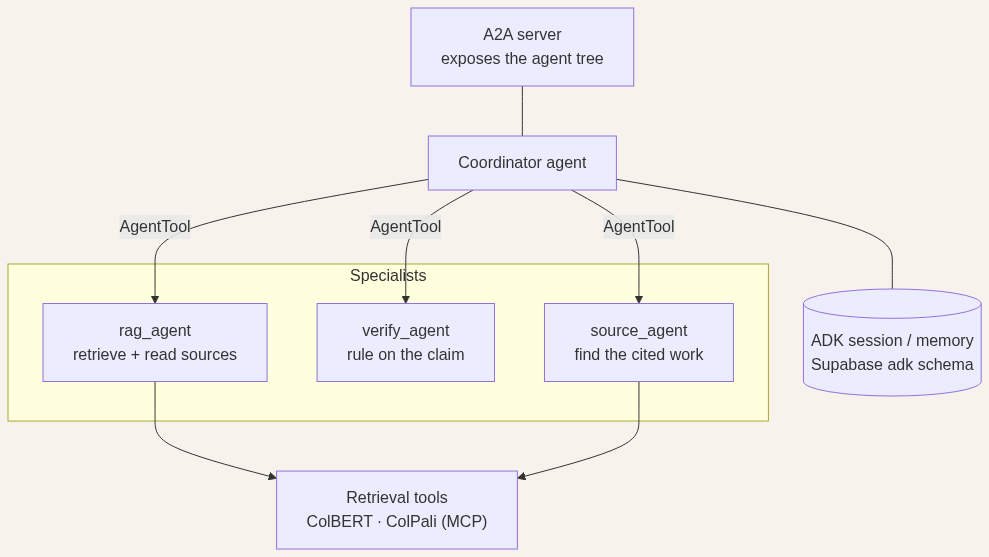 A2A server
exposes the agent tree
Coordinator agent
AgentTool
AgentTool
AgentTool
Specialists
rag_agent
retrieve + read sources
verify_agent
rule on the claim
source_agent
find the cited work
ADK session / memory
Supabase adk schema
Retrieval tools
ColBERT · ColPali (MCP)